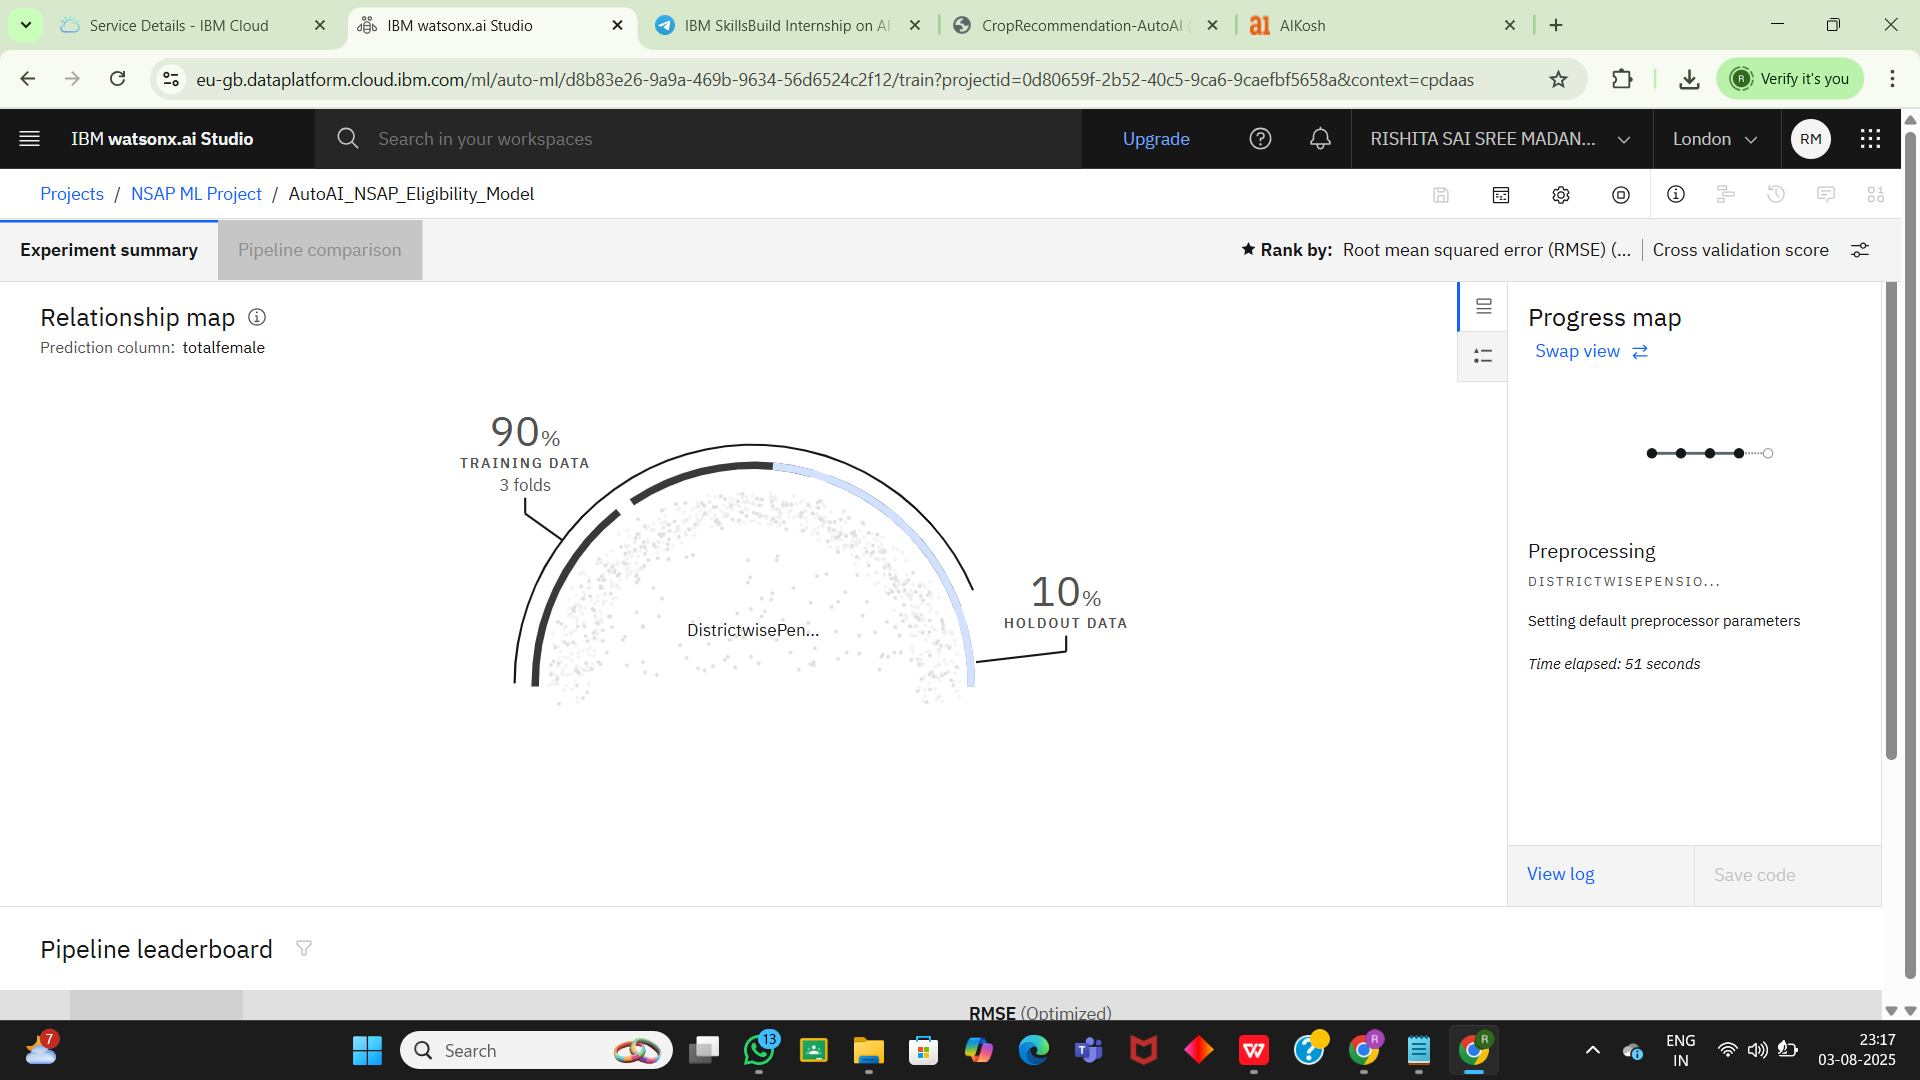 Service Details - IBM Cloud
IBM watsonx.ai Studio
IBM SkillsBuild Internship on AI
CropRecommendation-AutoAI
AIKosh
eu-gb.dataplatform.cloud.ibm.com/ml/auto-ml/d8b83e26-9a9a-469b-9634-56d6524c2f12/train?projectid=0d80659f-2b52-40c5-9ca6-9caefbf5658a&context=cpdaas
R
Verify it's you
IBM watsonx.ai Studio
Search in your workspaces
Upgrade
RISHITA SAI SREE MADAN...
London
RM
Projects / NSAP ML Project / AutoAI_NSAP_Eligibility_Model
Experiment summary
Pipeline comparison
Rank by: Root mean squared error (RMSE) (... Cross validation score
Relationship map
Prediction column: totalfemale
90%
TRAINING DATA
3 folds
10%
HOLDOUT DATA
DistrictwisePen...
Progress map
Swap view
Preprocessing
DISTRICTWISEPENSIO...
Setting default preprocessor parameters
Time elapsed: 51 seconds
View log
Save code
Pipeline leaderboard
RMSE (Optimized)
7
Search
13
R
R
ENG
IN
23:17
03-08-2025